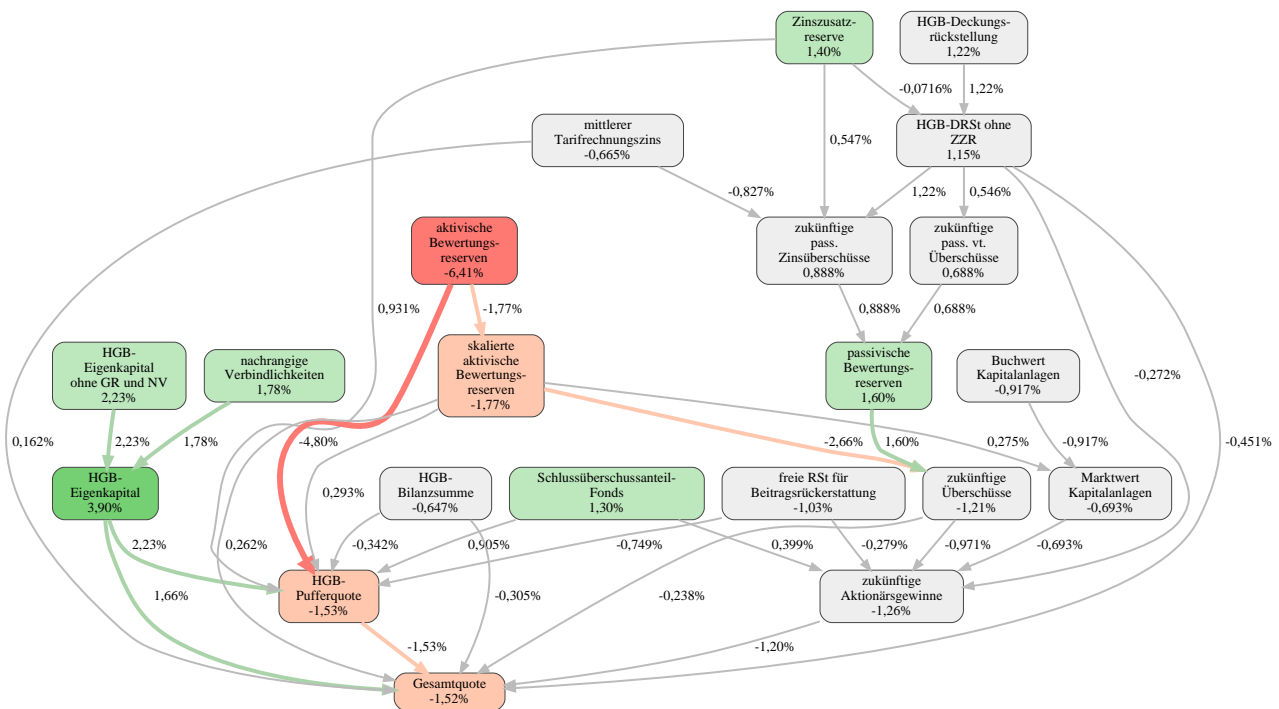 Zinszusatz-
reserve
1,40%
HGB-Deckungs-
rückstellung
1,22%
-0,0716%
1,22%
mittlerer
Tarifrechnungszins
-0,665%
HGB-DRSt ohne
ZZR
1,15%
0,547%
-0,827%
1,22%
0,546%
aktivische
Bewertungs-
reserven
-6,41%
zukünftige
pass.
Zinsüberschüsse
0,888%
zukünftige
pass. vt.
Überschüsse
0,688%
0,931%
-1,77%
0,888%
0,688%
HGB-
Eigenkapital
ohne GR und NV
2,23%
nachrangige
Verbindlichkeiten
1,78%
skalierte
aktivische
Bewertungs-
reserven
-1,77%
passivische
Bewertungs-
reserven
1,60%
Buchwert
Kapitalanlagen
-0,917%
-0,272%
0,162%
2,23%
1,78%
-4,80%
-2,66%
1,60%
0,275%
-0,917%
-0,451%
HGB-
Eigenkapital
3,90%
0,293%
HGB-
Bilanzsumme
-0,647%
Schlussüberschussanteil-
Fonds
1,30%
freie RSt für
Beitragsrückerstattung
-1,03%
zukünftige
Überschüsse
-1,21%
Marktwert
Kapitalanlagen
-0,693%
2,23%
0,262%
-0,342%
0,905%
-0,749%
0,399%
-0,279%
-0,971%
-0,693%
1,66%
HGB-
Pufferquote
-1,53%
-0,305%
-0,238%
zukünftige
Aktionärsgewinne
-1,26%
-1,53%
-1,20%
Gesamtquote
-1,52%